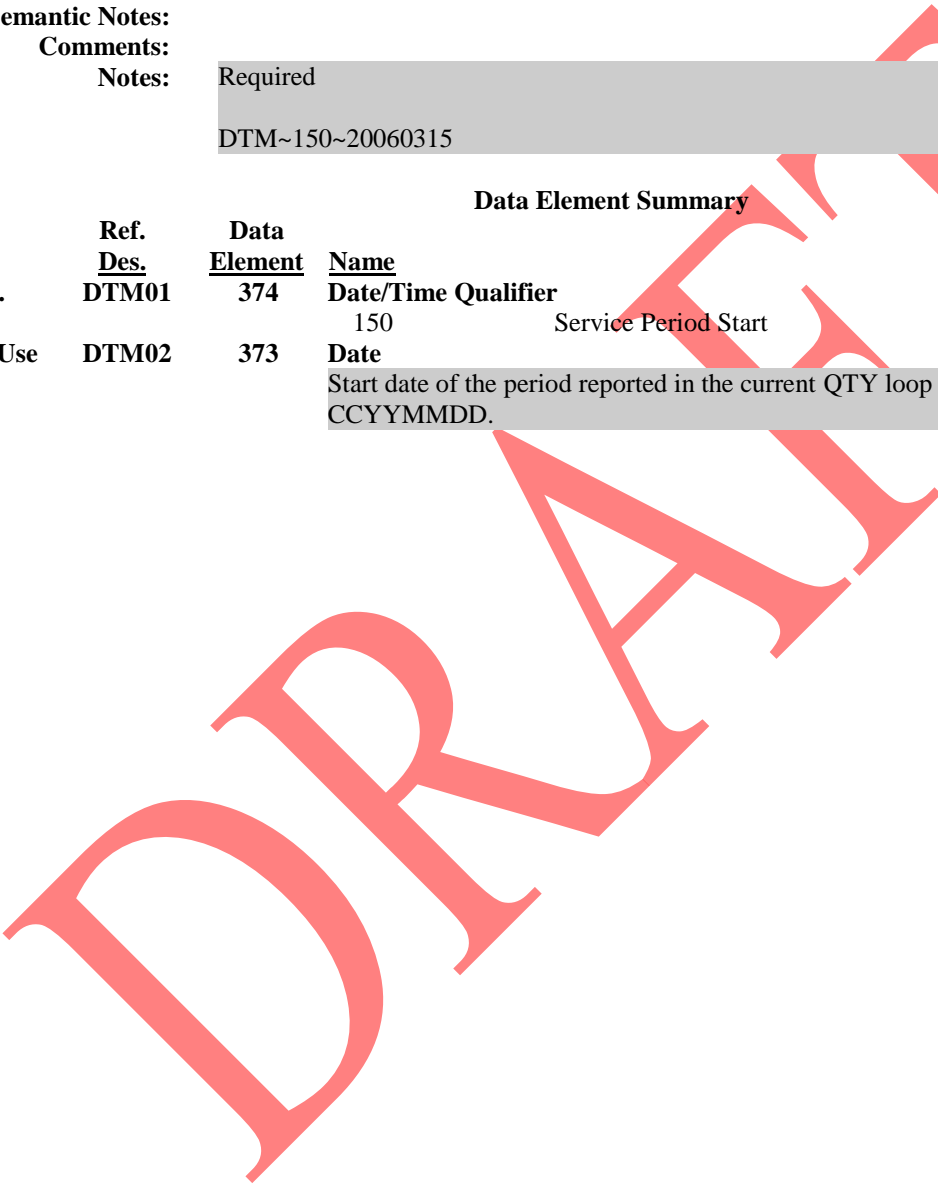 emantic Notes:
Comments:
Notes: Required
DTM~150~20060315
Data Element Summary
Ref. Data
Des. Element Name
. DTM01 374 Date/Time Qualifier
150 Service Period Start
Use DTM02 373 Date
Start date of the period reported in the current QTY loop
CCYYMMDD.
DRAFT